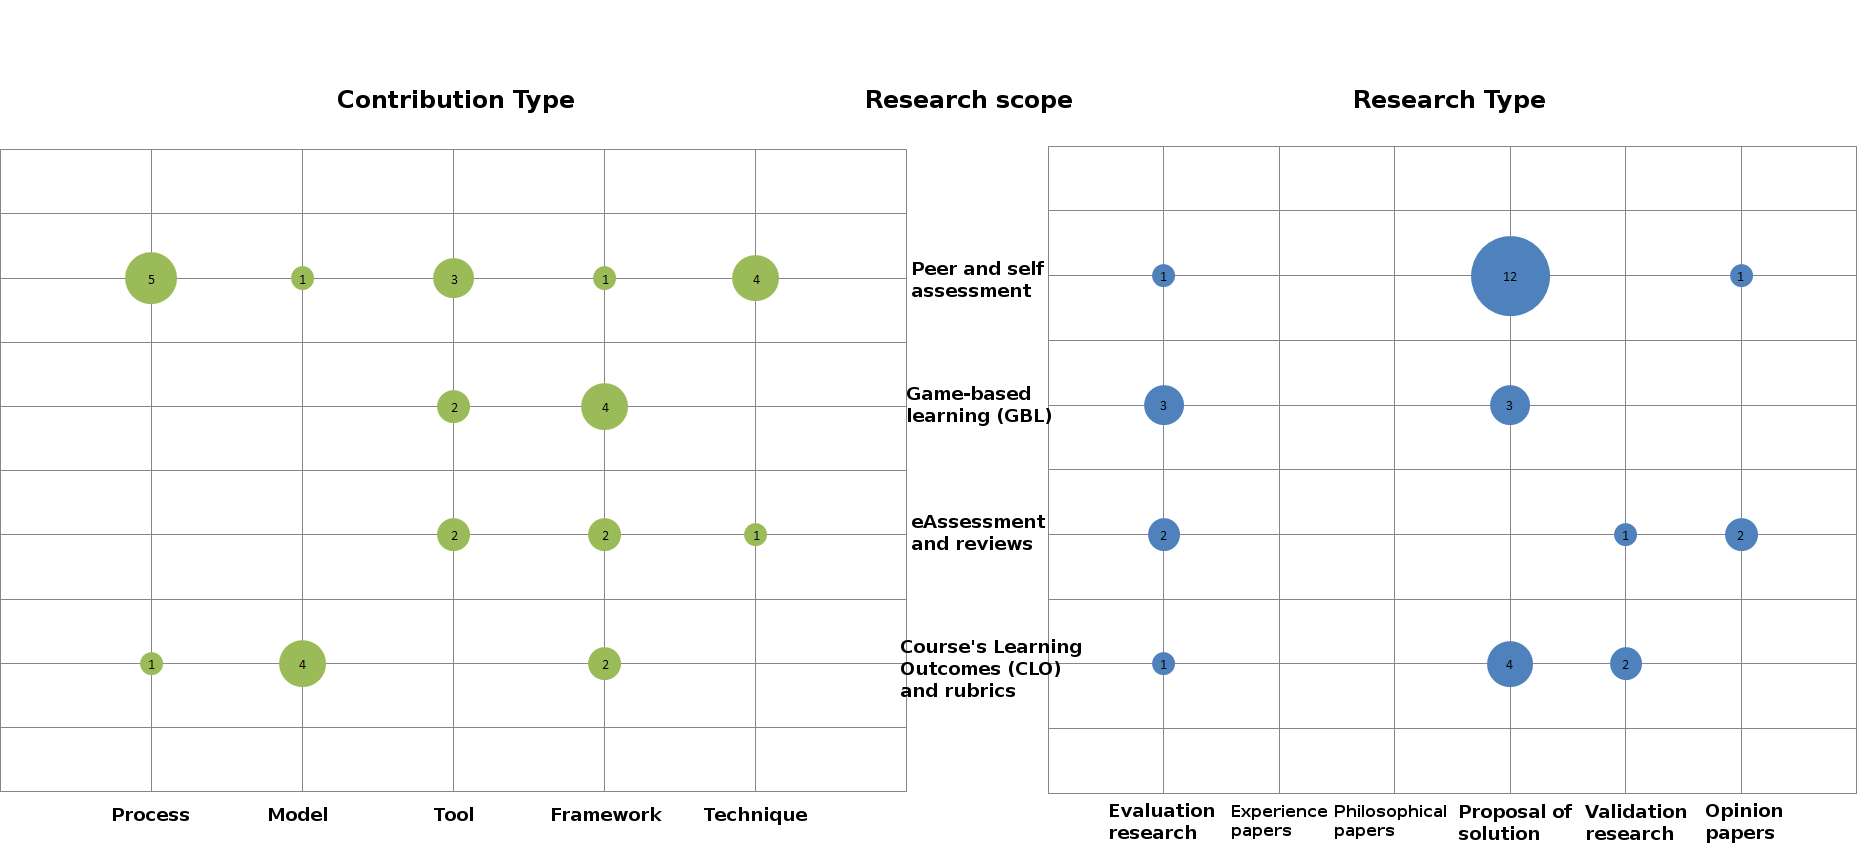 Contribution Type
Research scope
Research Type
5
1
3
1
4
Peer and self
assessment
1
12
1
2
4
Game-based
learning (GBL)
3
3
2
2
1
eAssessment
and reviews
2
1
2
1
4
2
Course's Learning
Outcomes (CLO)
and rubrics
1
4
2
Process
Model
Tool
Framework
Technique
Evaluation
research
Experience
papers
Philosophical
papers
Proposal of
solution
Validation
research
Opinion
papers